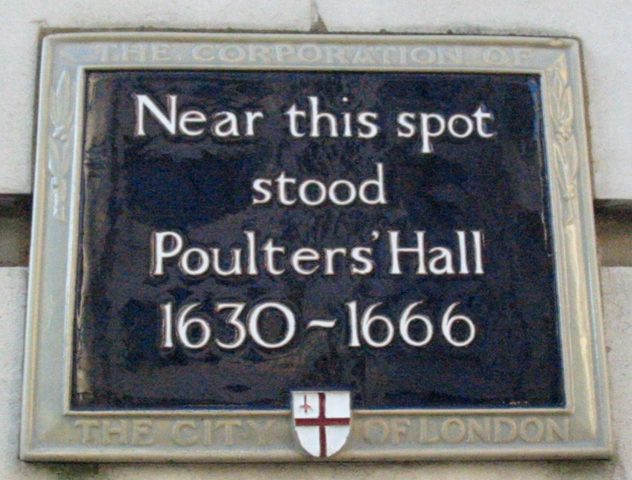 THE CORPORATION OF
Near this spot
stood
Poulters' Hall
1630~1666
THE CITY OF LONDON